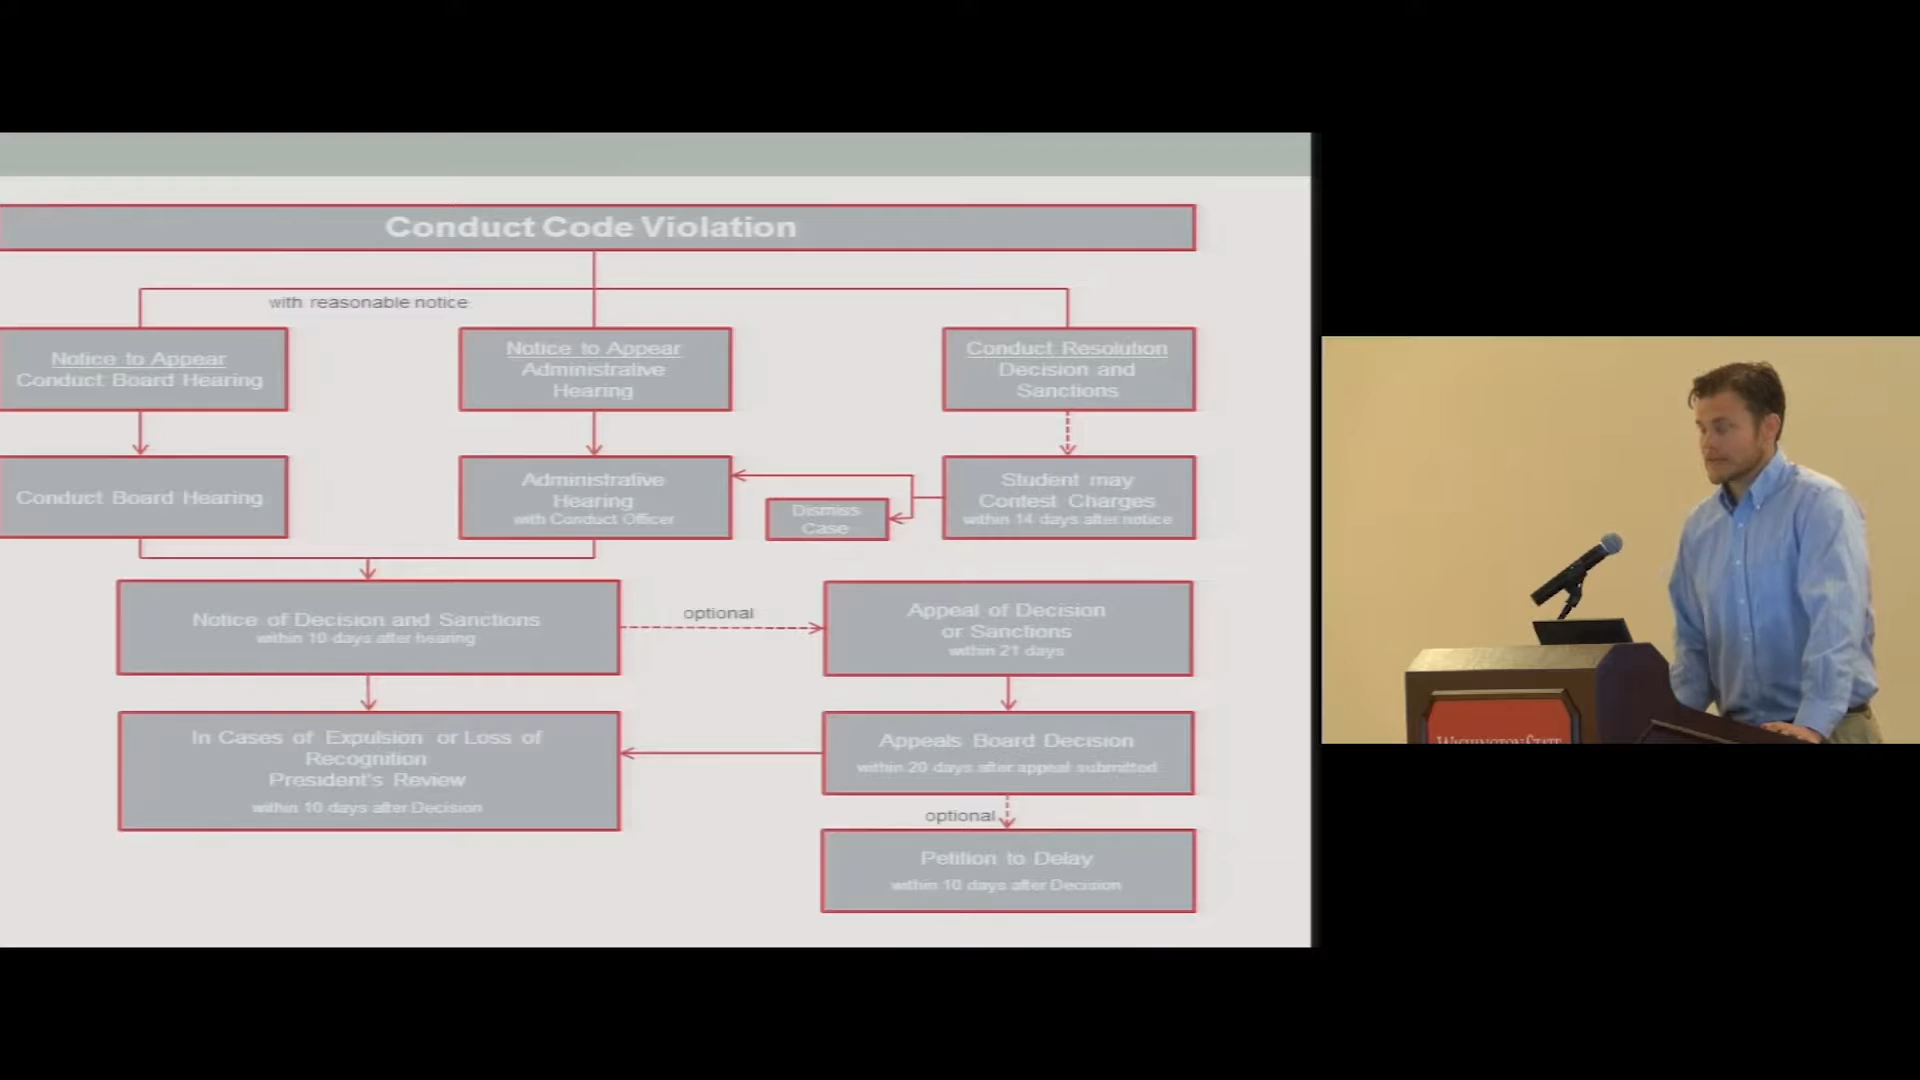 Conduct Code Violation
with reasonable notice
Notice to Appear
Conduct Board Hearing
Notice to Appear
Administrative
Hearing
Conduct Resolution
Decision and
Sanctions
Conduct Board Hearing
Administrative
Hearing
with Conduct Officer
Dismiss
Case
Student may
Contest Charges
within 14 days after notice
Notice of Decision and Sanctions
within 10 days after hearing
optional
Appeal of Decision
or Sanctions
within 21 days
In Cases of Expulsion or Loss of
Recognition
President's Review
within 10 days after Decision
Appeals Board Decision
within 20 days after appeal submitted
optional
Petition to Delay
within 10 days after Decision
WASHINGTON STATE